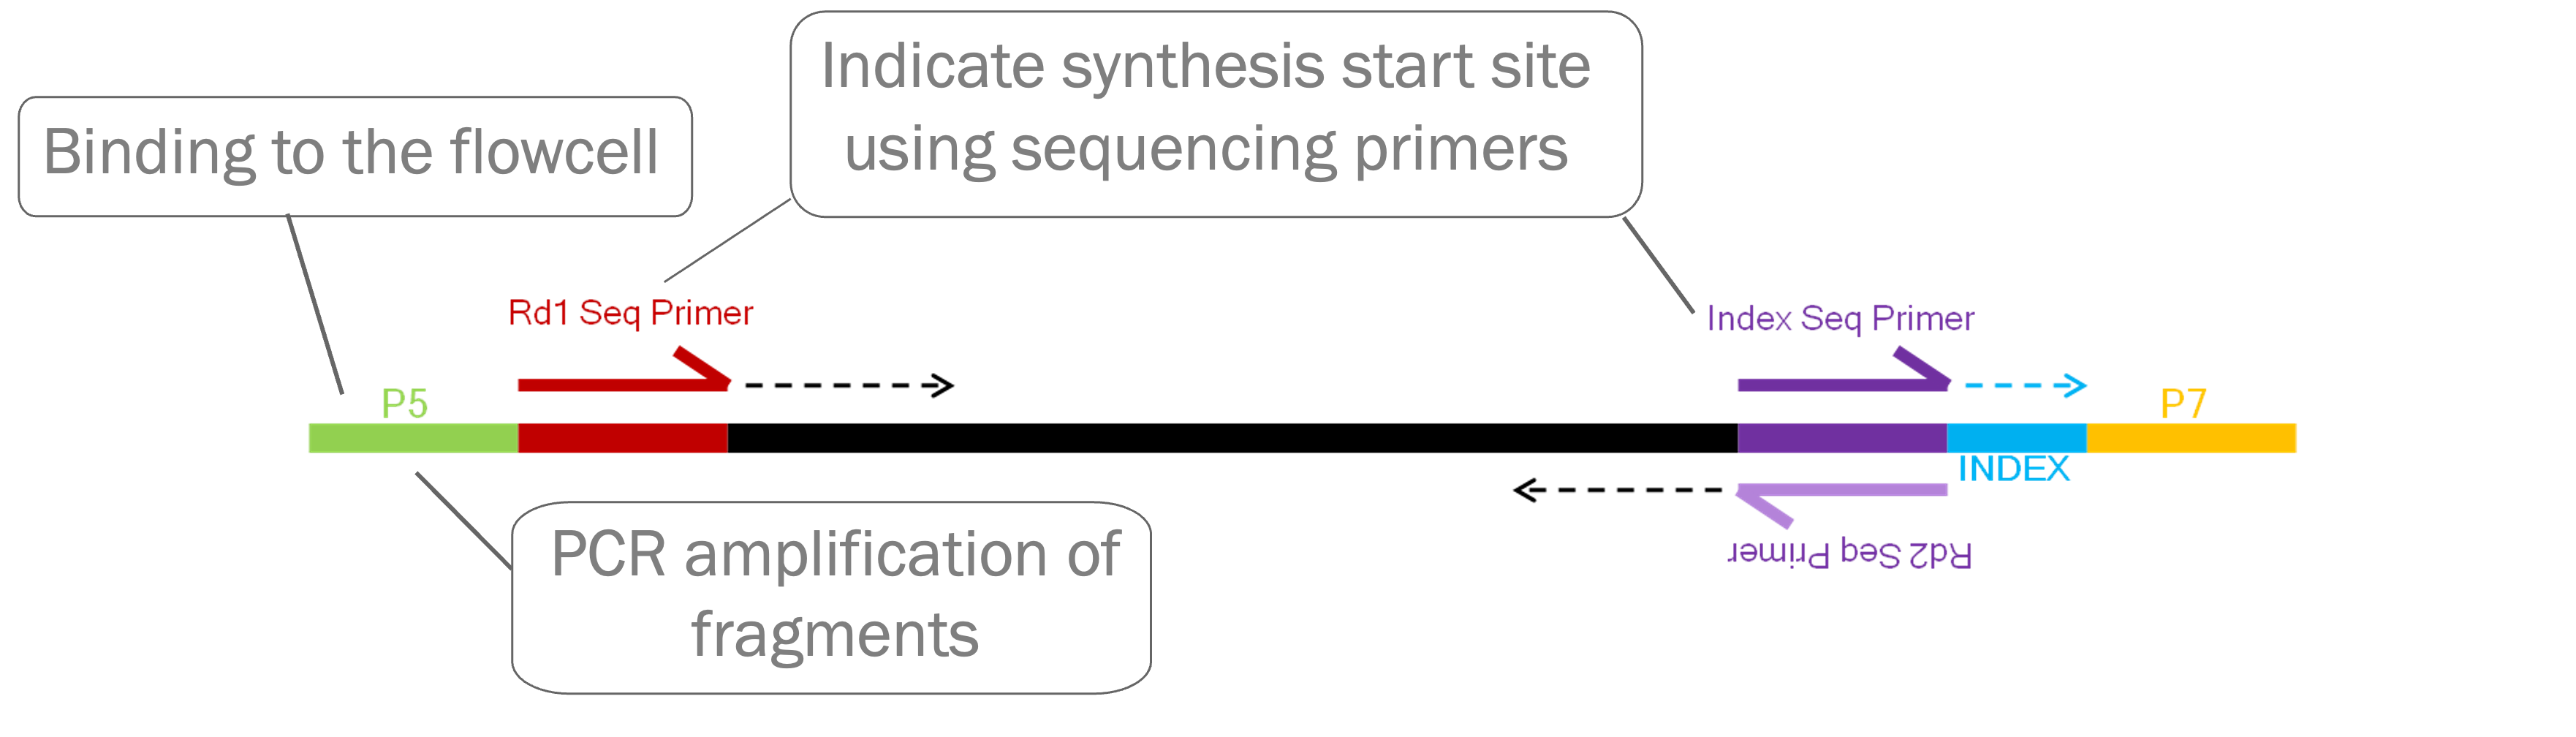 Indicate synthesis start site
using sequencing primers
Binding to the flowcell
Rd1 Seq Primer
Index Seq Primer
P5
P7
INDEX
Rd2 Seq Primer
PCR amplification of
fragments